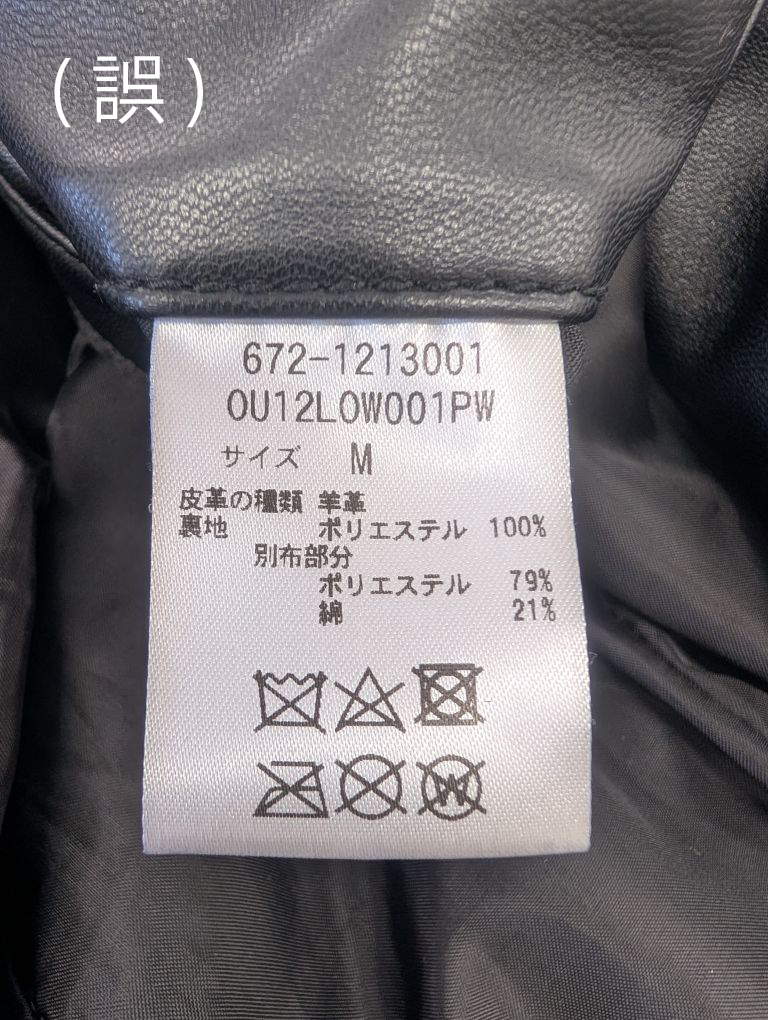 (誤)
672-1213001
OU12LOW001PW
サイズ M
皮革の種類 羊革
裏地 ポリエステル 100%
別布部分
ポリエステル 79%
綿 21%
W